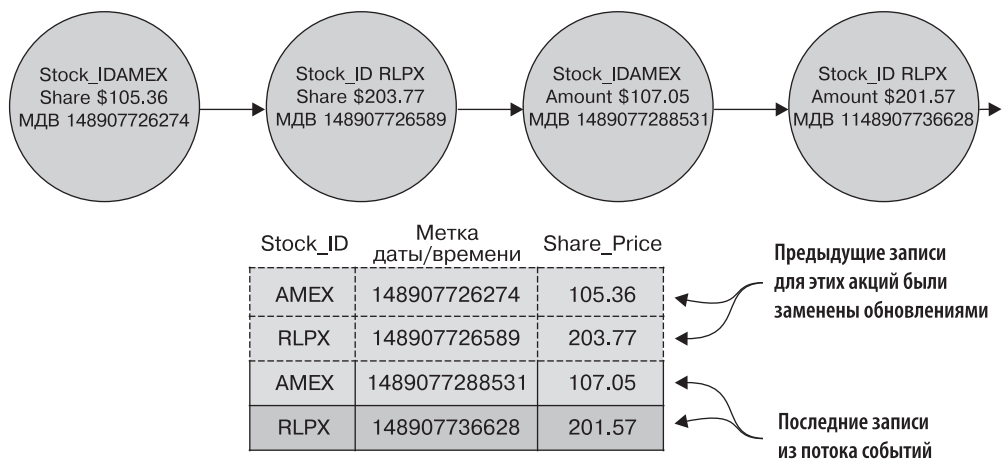 Stock_IDAMEX
Share $105.36
МДВ 148907726274
Stock_ID RLPX
Share $203.77
МДВ 148907726589
Stock_IDAMEX
Amount $107.05
МДВ 1489077288531
Stock_ID RLPX
Amount $201.57
МДВ 1148907736628
Stock_ID
Метка
даты/времени
Share_Price
AMEX 148907726274 105.36
RLPX 148907726589 203.77
AMEX 1489077288531 107.05
RLPX 148907736628 201.57
Предыдущие записи
для этих акций были
заменены обновлениями
Последние записи
из потока событий